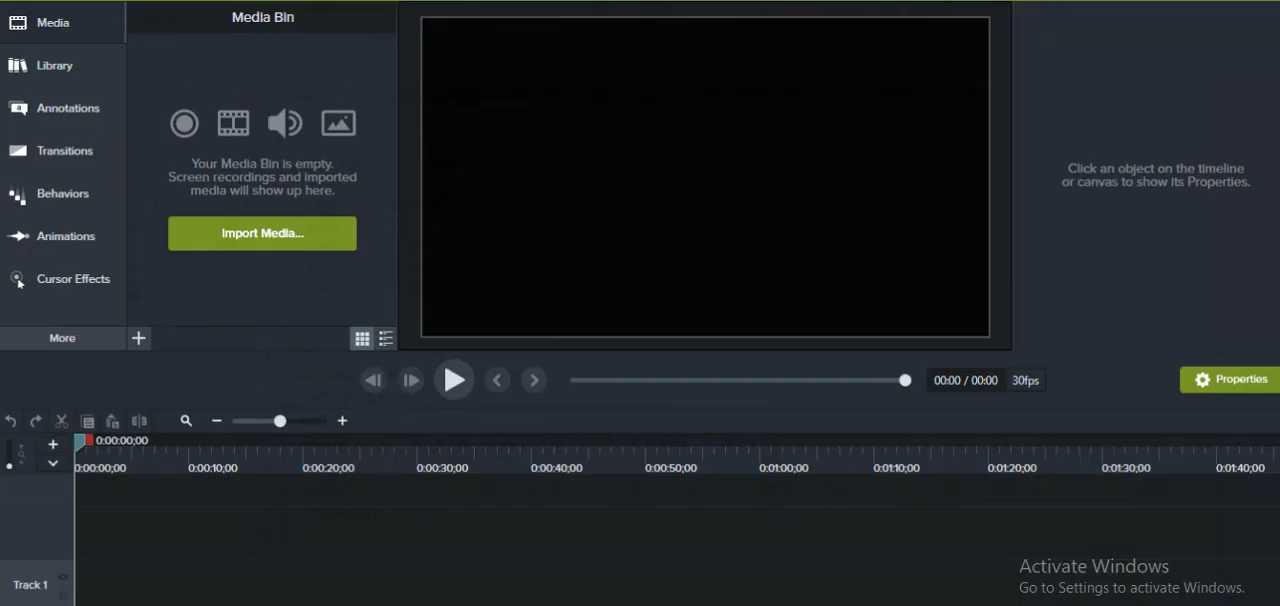 Media
Library
Annotations
Transitions
Behaviors
Animations
Cursor Effects
More
Media Bin
Your Media Bin is empty.
Screen recordings and imported
media will show up here.
Import Media...
Click an object on the timeline
or canvas to show its Properties.
00:00 / 00:00 30fps
Properties
0:00:00;00
0:00:00;00 0:00:10;00 0:00:20;00 0:00:30;00 0:00:40;00 0:00:50;00 0:01:00;00 0:01:10;00 0:01:20;00 0:01:30;00 0:01:40;00
Track 1
Activate Windows
Go to Settings to activate Windows.